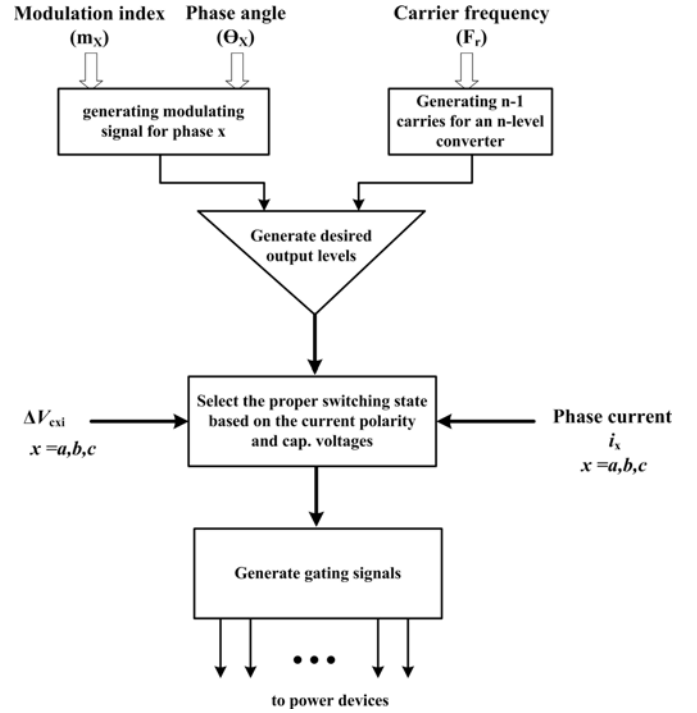 Modulation index
(mX)
Phase angle
(ΘX)
Carrier frequency
(Fr)
generating modulating
signal for phase x
Generating n-1
carries for an n-level
converter
Generate desired
output levels
Select the proper switching state
based on the current polarity
and cap. voltages
ΔVcxi
x =a,b,c
Phase current
ix
x =a,b,c
Generate gating signals
to power devices